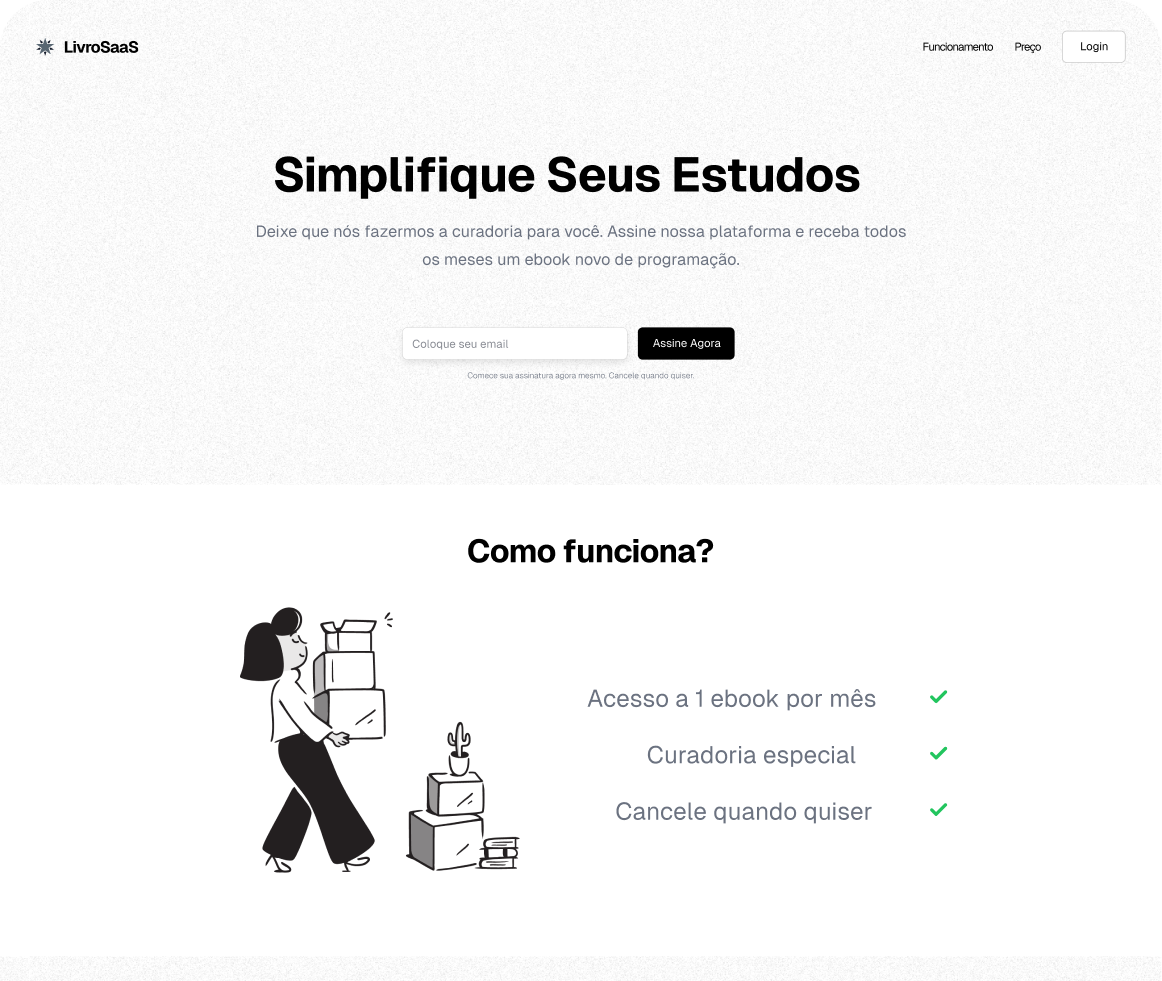 LivroSaaS
Funcionamento
Preço
Login
Simplifique Seus Estudos
Deixe que nós fazermos a curadoria para você. Assine nossa plataforma e receba todos
os meses um ebook novo de programação.
Coloque seu email
Assine Agora
Comece sua assinatura agora mesmo. Cancele quando quiser.
Como funciona?
Acesso a 1 ebook por mês
Curadoria especial
Cancele quando quiser